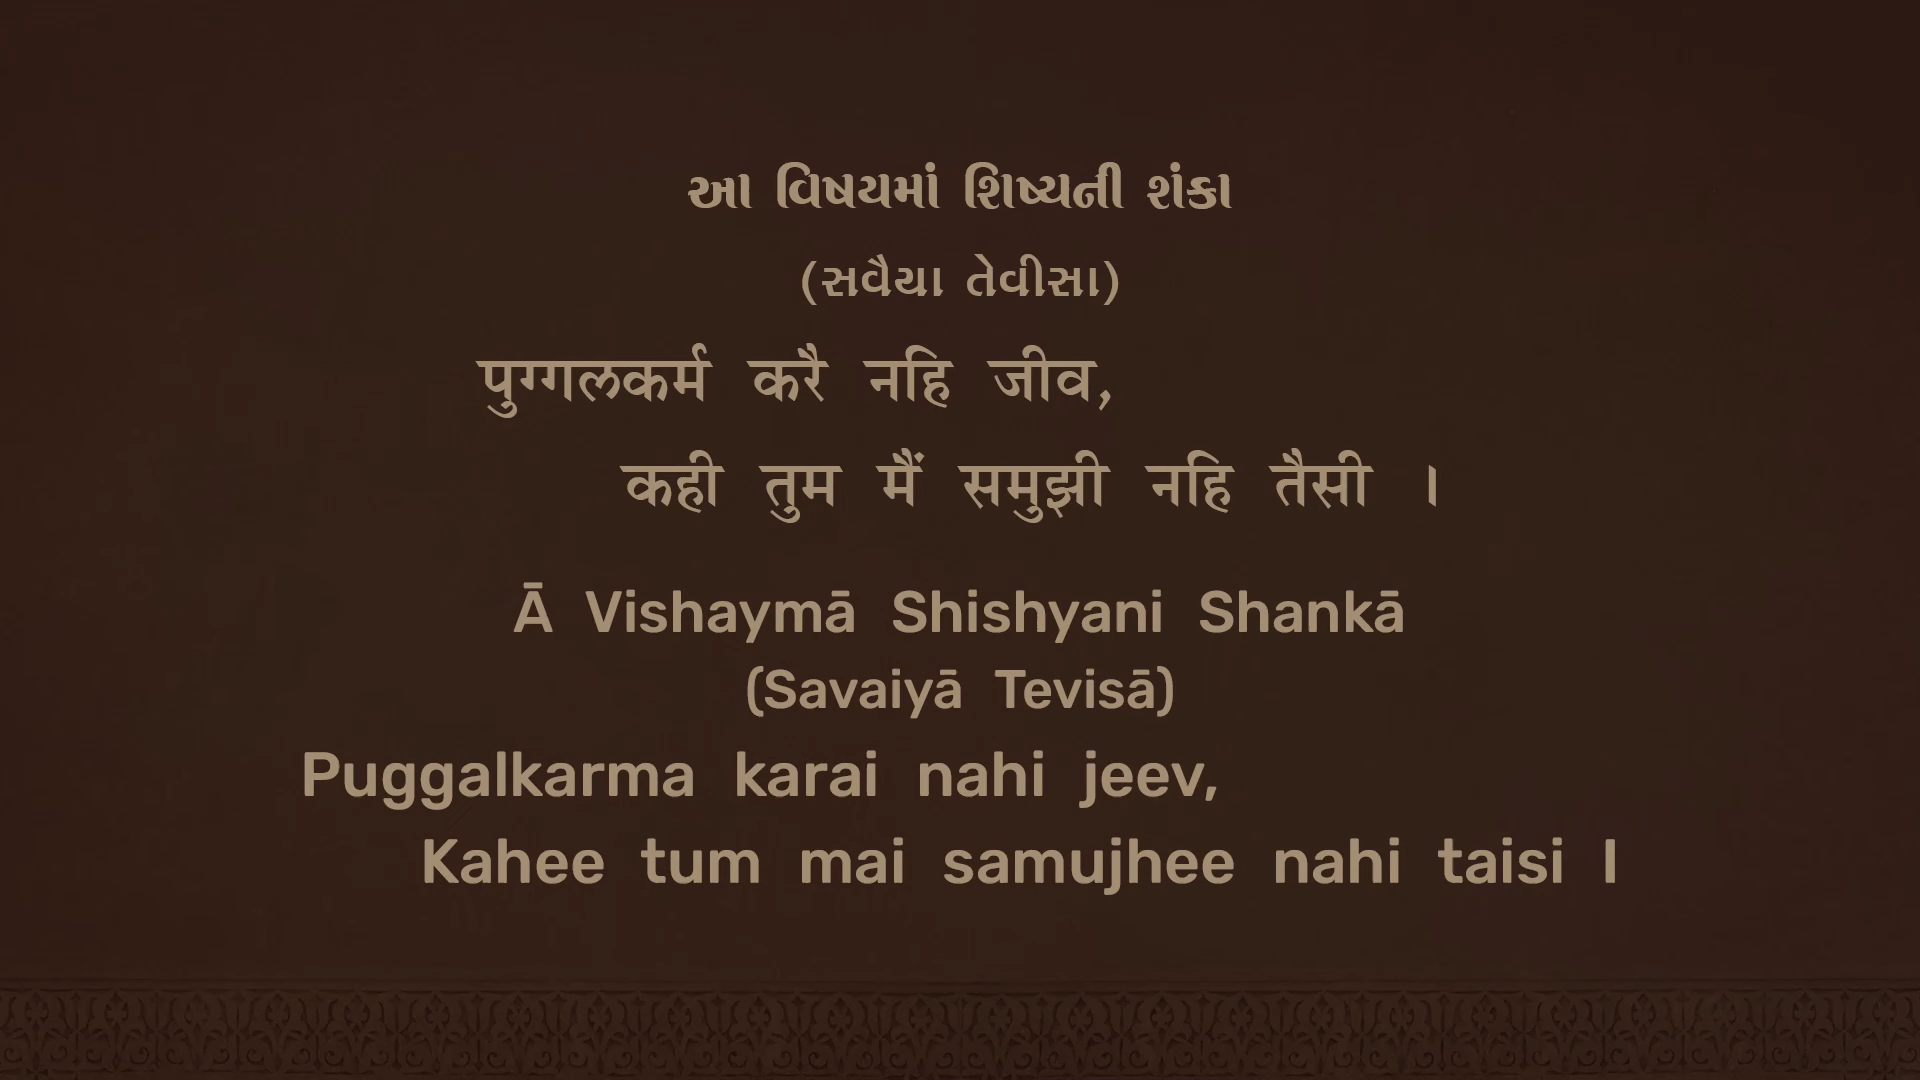 આ વિષયમાં શિષ્યની શંકા
(સવૈયા તેવીસા)
पुग्गलकर्म करै नहि जीव,
कही तुम मैं समुझी नहि तैसी ।
Ā Vishaymā Shishyani Shankā
(Savaiyā Tevisā)
Puggalkarma karai nahi jeev,
Kahee tum mai samujhee nahi taisi I